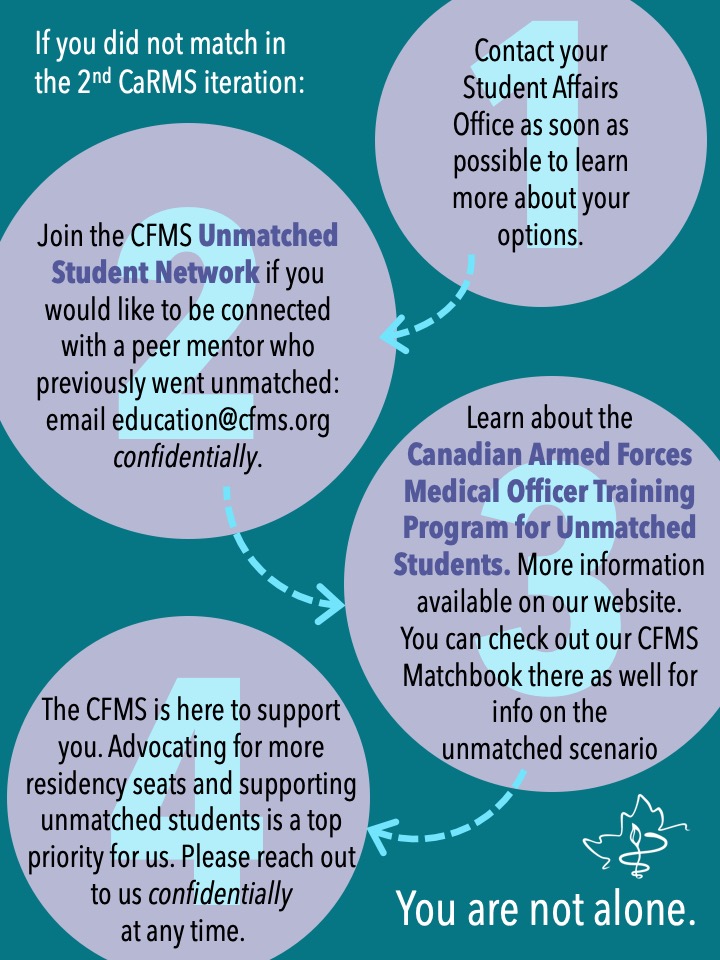 If you did not match in
the 2nd CaRMS iteration:
1
Contact your
Student Affairs
Office as soon as
possible to learn
more about your
options.
2
Join the CFMS Unmatched
Student Network if you
would like to be connected
with a peer mentor who
previously went unmatched:
email education@cfms.org
confidentially.
3
Learn about the
Canadian Armed Forces
Medical Officer Training
Program for Unmatched
Students. More information
available on our website.
You can check out our CFMS
Matchbook there as well for
info on the
unmatched scenario
4
The CFMS is here to support
you. Advocating for more
residency seats and supporting
unmatched students is a top
priority for us. Please reach out
to us confidentially
at any time.
You are not alone.